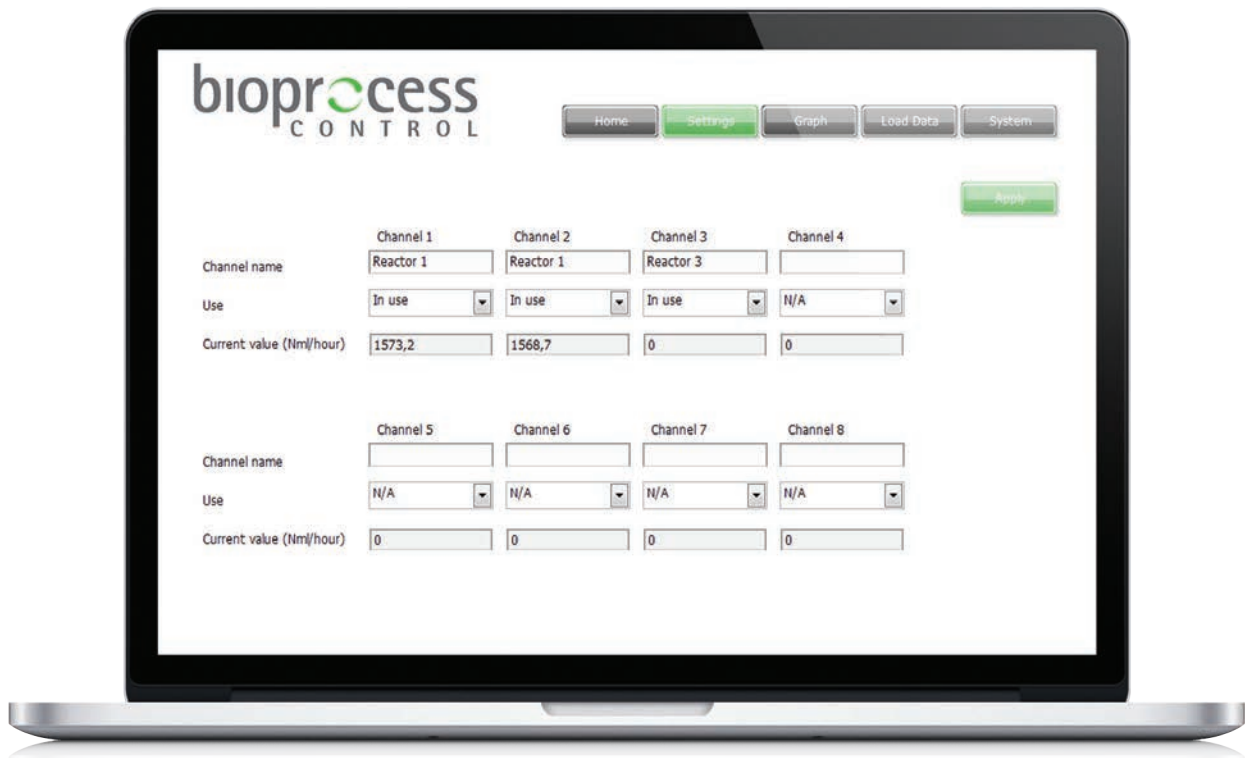 bioprocess
CONTROL
Home Settings Graph Load Data System
Apply
Channel 1 Channel 2 Channel 3 Channel 4
Channel name Reactor 1 Reactor 1 Reactor 3
Use In use In use In use N/A
Current value (Nml/hour) 1573,2 1568,7 0 0
Channel 5 Channel 6 Channel 7 Channel 8
Channel name
Use N/A N/A N/A N/A
Current value (Nml/hour) 0 0 0 0